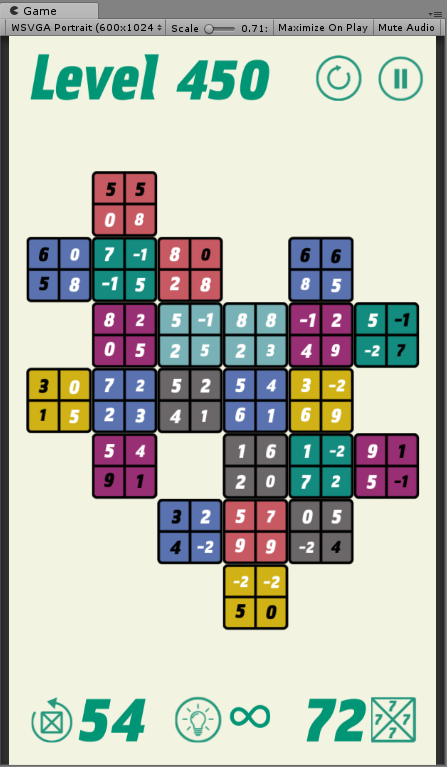 Game
WSVGA Portrait (600x1024 Scale 0.71: Maximize On Play Mute Audio
Level 450
5 5
0 8
6 0 7 -1 8 0 6 6
5 8 -1 5 2 8 8 5
8 2 5 -1 8 8 -1 2 5 -1
0 5 2 5 2 3 4 9 -2 7
3 0 7 2 5 2 5 4 3 -2
1 5 2 3 4 1 6 1 6 9
5 4 1 6 1 -2 9 1
9 1 2 0 7 2 5 -1
3 2 5 7 0 5
4 -2 9 9 -2 4
-2 -2
5 0
54 ∞ 72 7 7 7 7